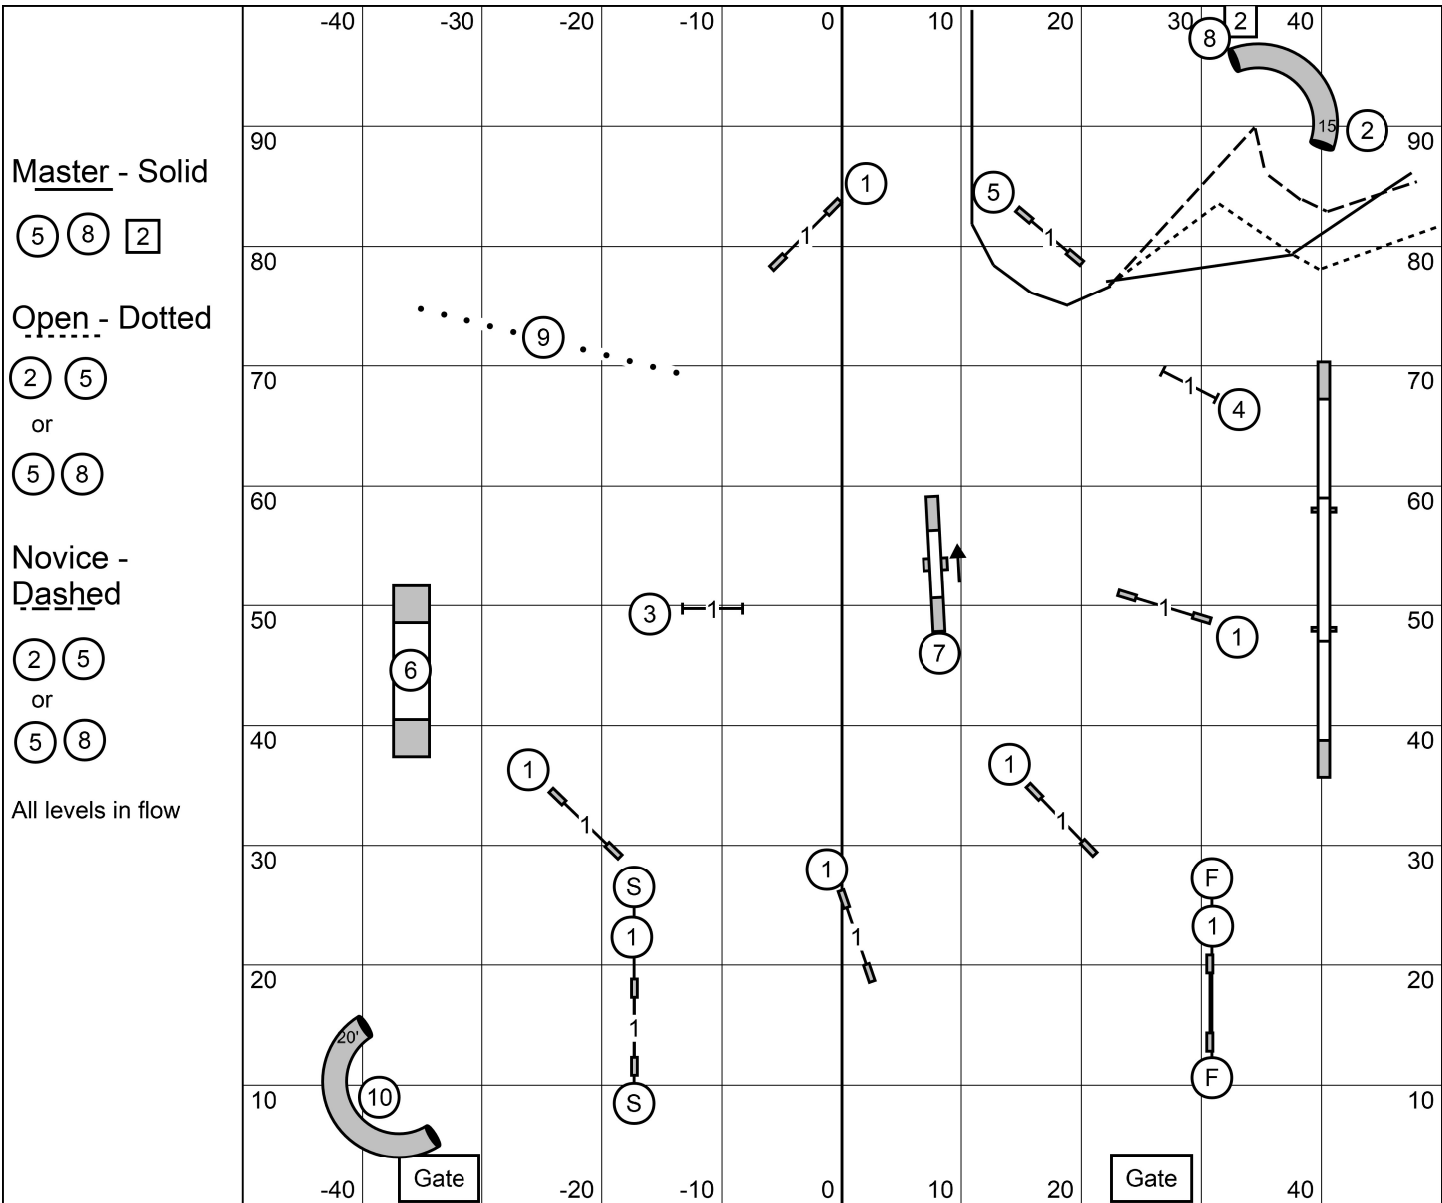 -40 -30 -20 -10 0 10 20 30 2 40
8
15 2
90 90
Master - Solid
5 8 2
1
5
1
1
80 80
Open - Dotted
9
2 5
70 70
1
4
or
5 8
60 60
Novice -
Dashed
50 50
3 1
1
1
7
6
2 5
or
5 8
40 40
1
1
All levels in flow
1
1
30 30
1
S
F
1
1
1
20 20
1
20'
10
S
F
10 10
Gate
Gate
-40 -20 -10 0 10 20 40